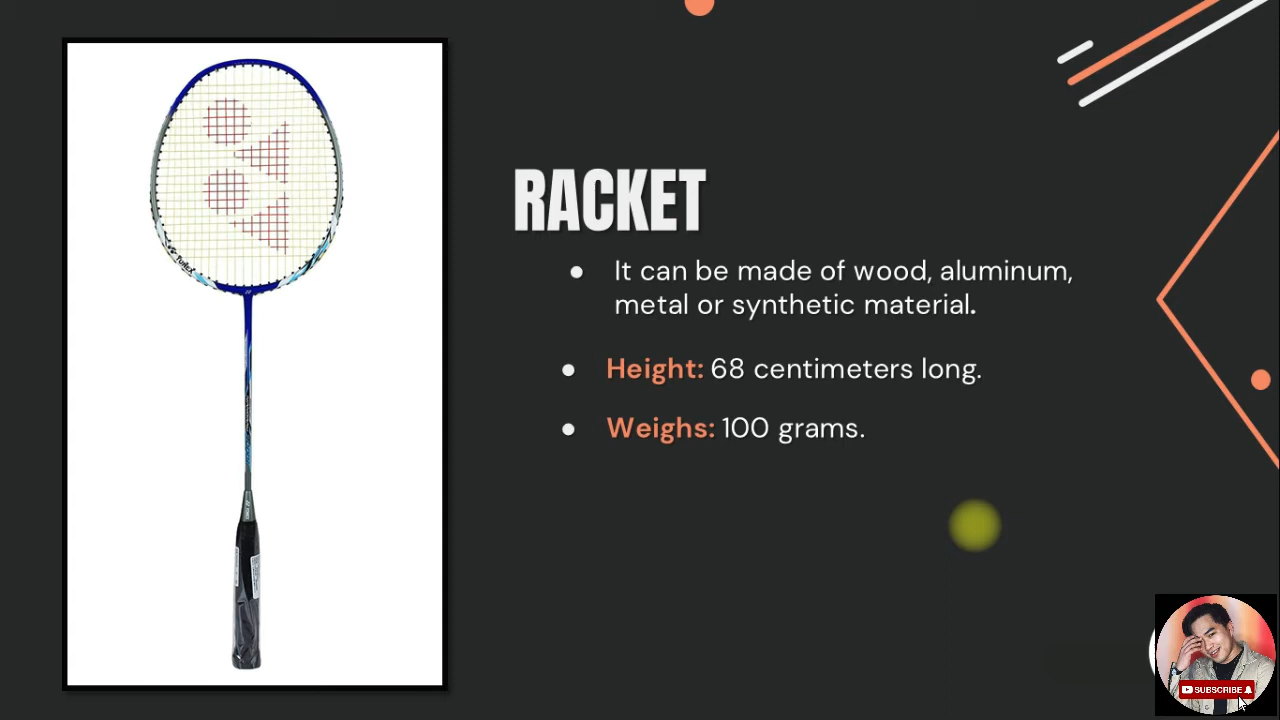 RACKET
● It can be made of wood, aluminum,
metal or synthetic material.
● Height: 68 centimeters long.
● Weighs: 100 grams.
SUBSCRIBE